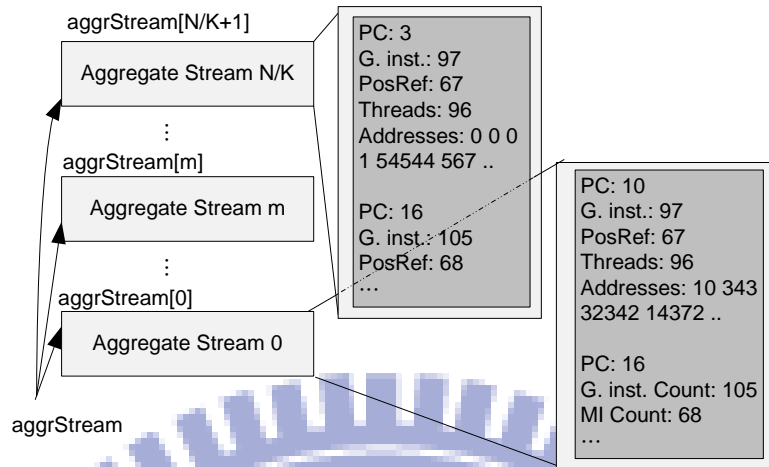 aggrStream[N/K+1]
Aggregate Stream N/K
⋮
aggrStream[m]
Aggregate Stream m
⋮
aggrStream[0]
Aggregate Stream 0
aggrStream
PC: 3
G. inst.: 97
PosRef: 67
Threads: 96
Addresses: 0 0 0
1 54544 567 ..
PC: 16
G. inst.: 105
PosRef: 68
…
PC: 10
G. inst.: 97
PosRef: 67
Threads: 96
Addresses: 10 343
32342 14372 ..
PC: 16
G. inst. Count: 105
MI Count: 68
…